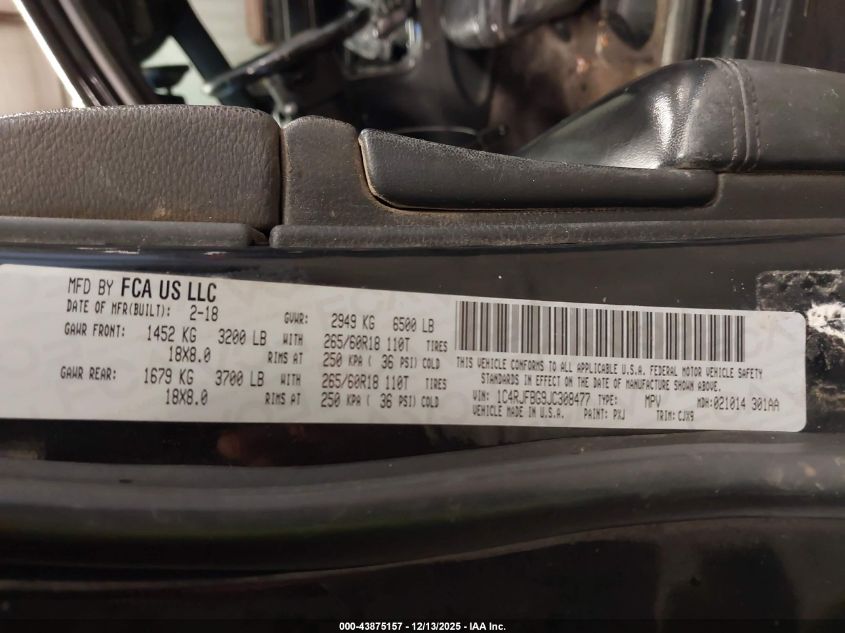 MFD BY FCA US LLC
DATE OF MFR(BUILT): 2-18 GVWR: 2949 KG 6500 LB
GAWR FRONT: 1452 KG 3200 LB WITH 265/60R18 110T TIRES
18X8.0 RIMS AT 250 KPA ( 36 PSI) COLD
GAWR REAR: 1679 KG 3700 LB WITH 265/60R18 110T TIRES
18X8.0 RIMS AT 250 KPA ( 36 PSI) COLD
THIS VEHICLE CONFORMS TO ALL APPLICABLE U.S.A. FEDERAL MOTOR VEHICLE SAFETY
STANDARDS IN EFFECT ON THE DATE OF MANUFACTURE SHOWN ABOVE.
VIN: 1C4RJFBG9JC308477 TYPE: MPV MDH:021014 301AA
VEHICLE MADE IN U.S.A. PAINT: PXJ TRIM: CJX9
000-43875157 - 12/13/2025 - IAA Inc.